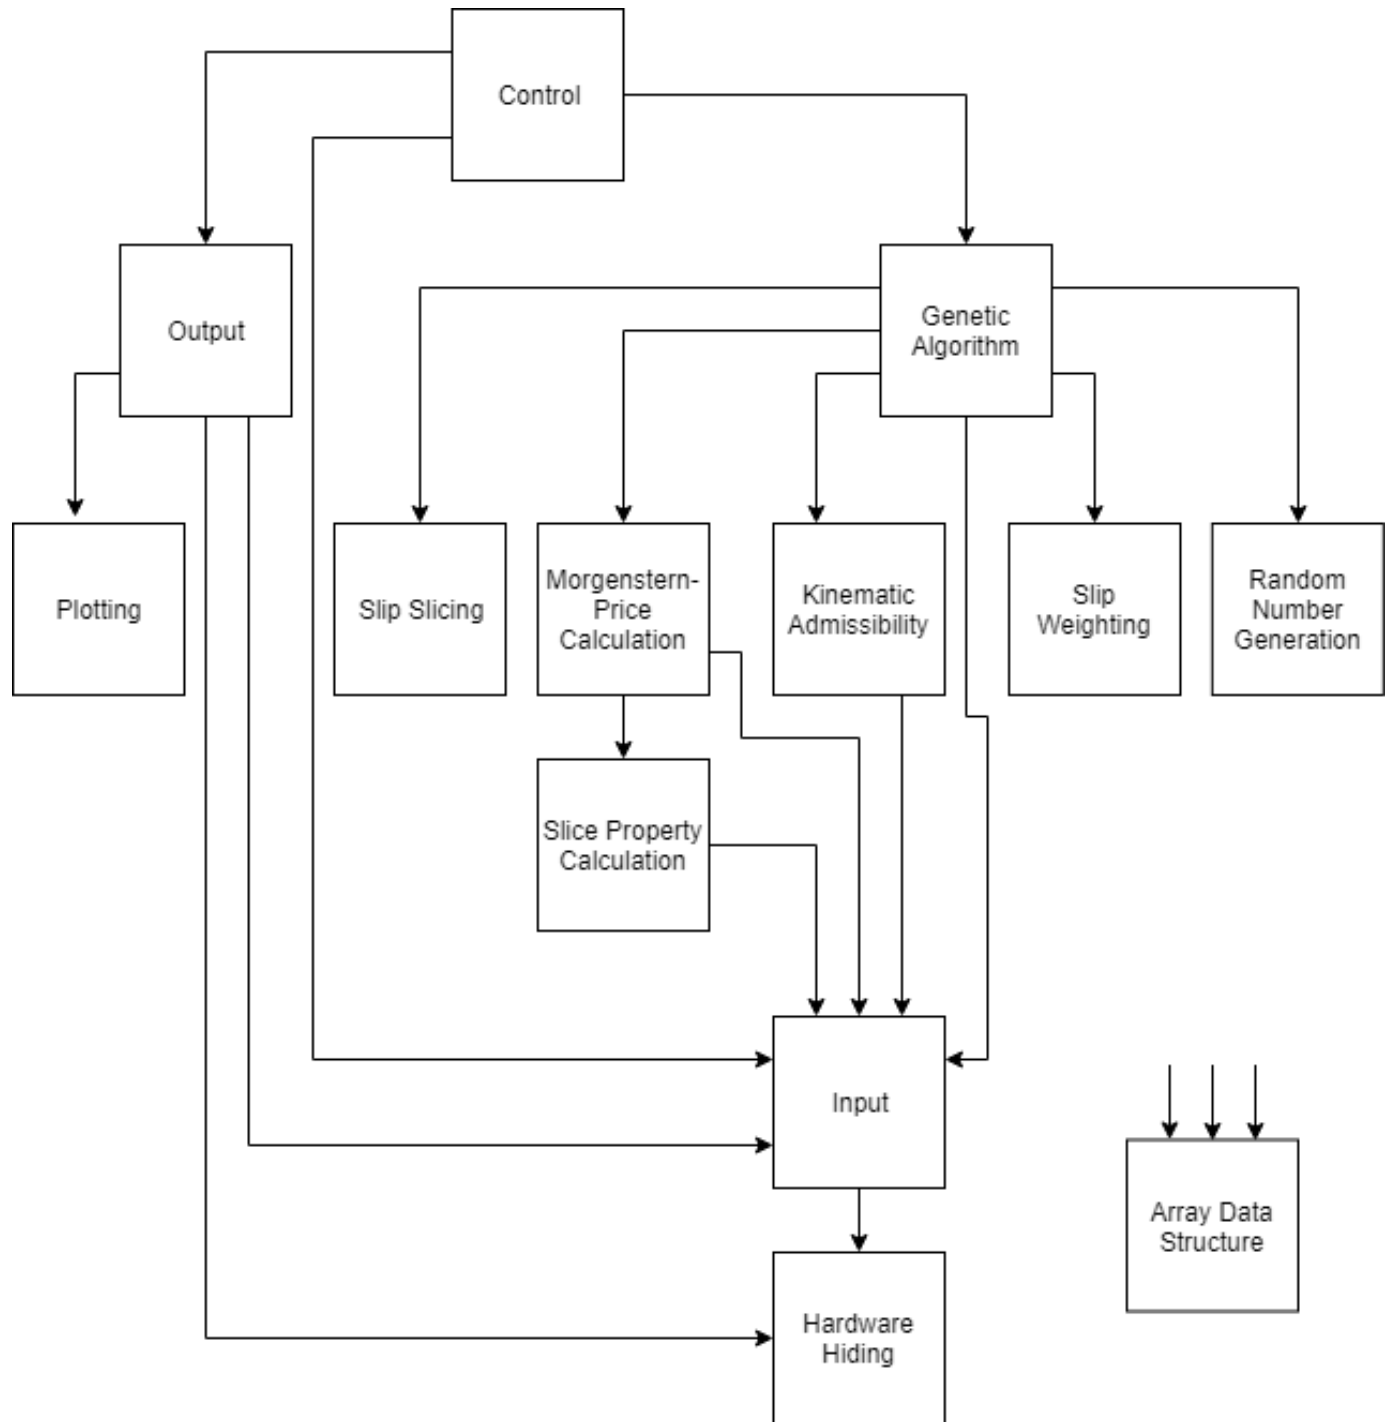 Control
Output
Genetic
Algorithm
Plotting
Slip Slicing
Morgenstern-
Price
Calculation
Kinematic
Admissibility
Slip
Weighting
Random
Number
Generation
Slice Property
Calculation
Input
Array Data
Structure
Hardware
Hiding